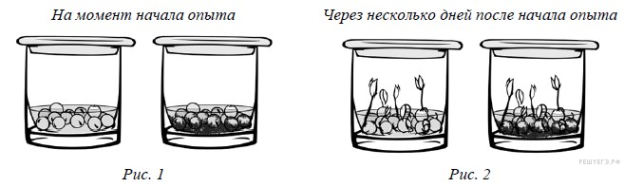 На момент начала опыта
Через несколько дней после начала опыта
Рис. 1
Рис. 2
РЕШУЕГЭ.РФ